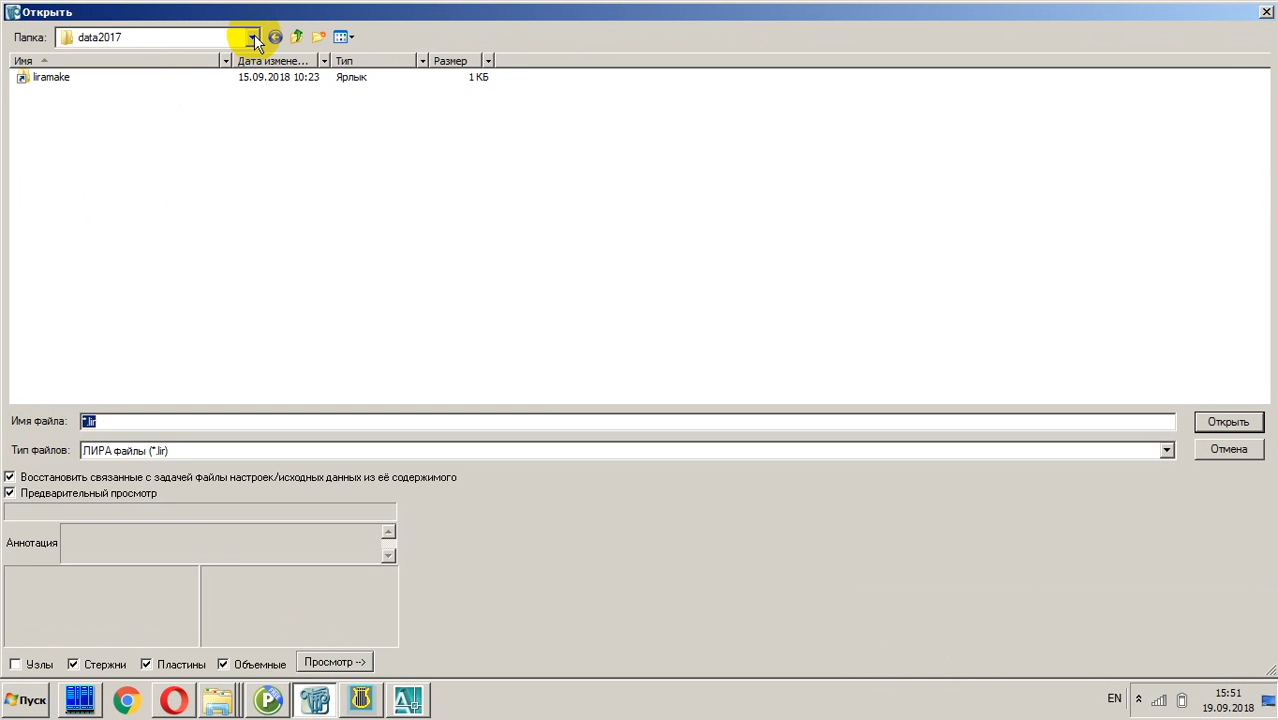 Открыть
Папка: data2017
Имя Дата измене... Тип Размер
liramake 15.09.2018 10:23 Ярлык 1 КБ
Имя файла: *.lir Открыть
Тип файлов: ЛИРА файлы (*.lir) Отмена
Восстановить связанные с задачей файлы настроек/исходных данных из её содержимого
Предварительный просмотр
Аннотация
Узлы Стержни Пластины Объемные Просмотр -->
Пуск EN 15:51
19.09.2018